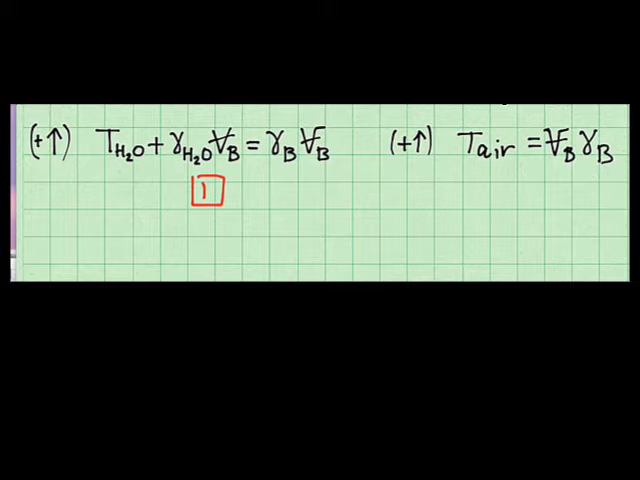 (+↑) T_H₂O + γ_H₂O V̶_B = γ_B V̶_B (+↑) T_air = V̶_B γ_B
1